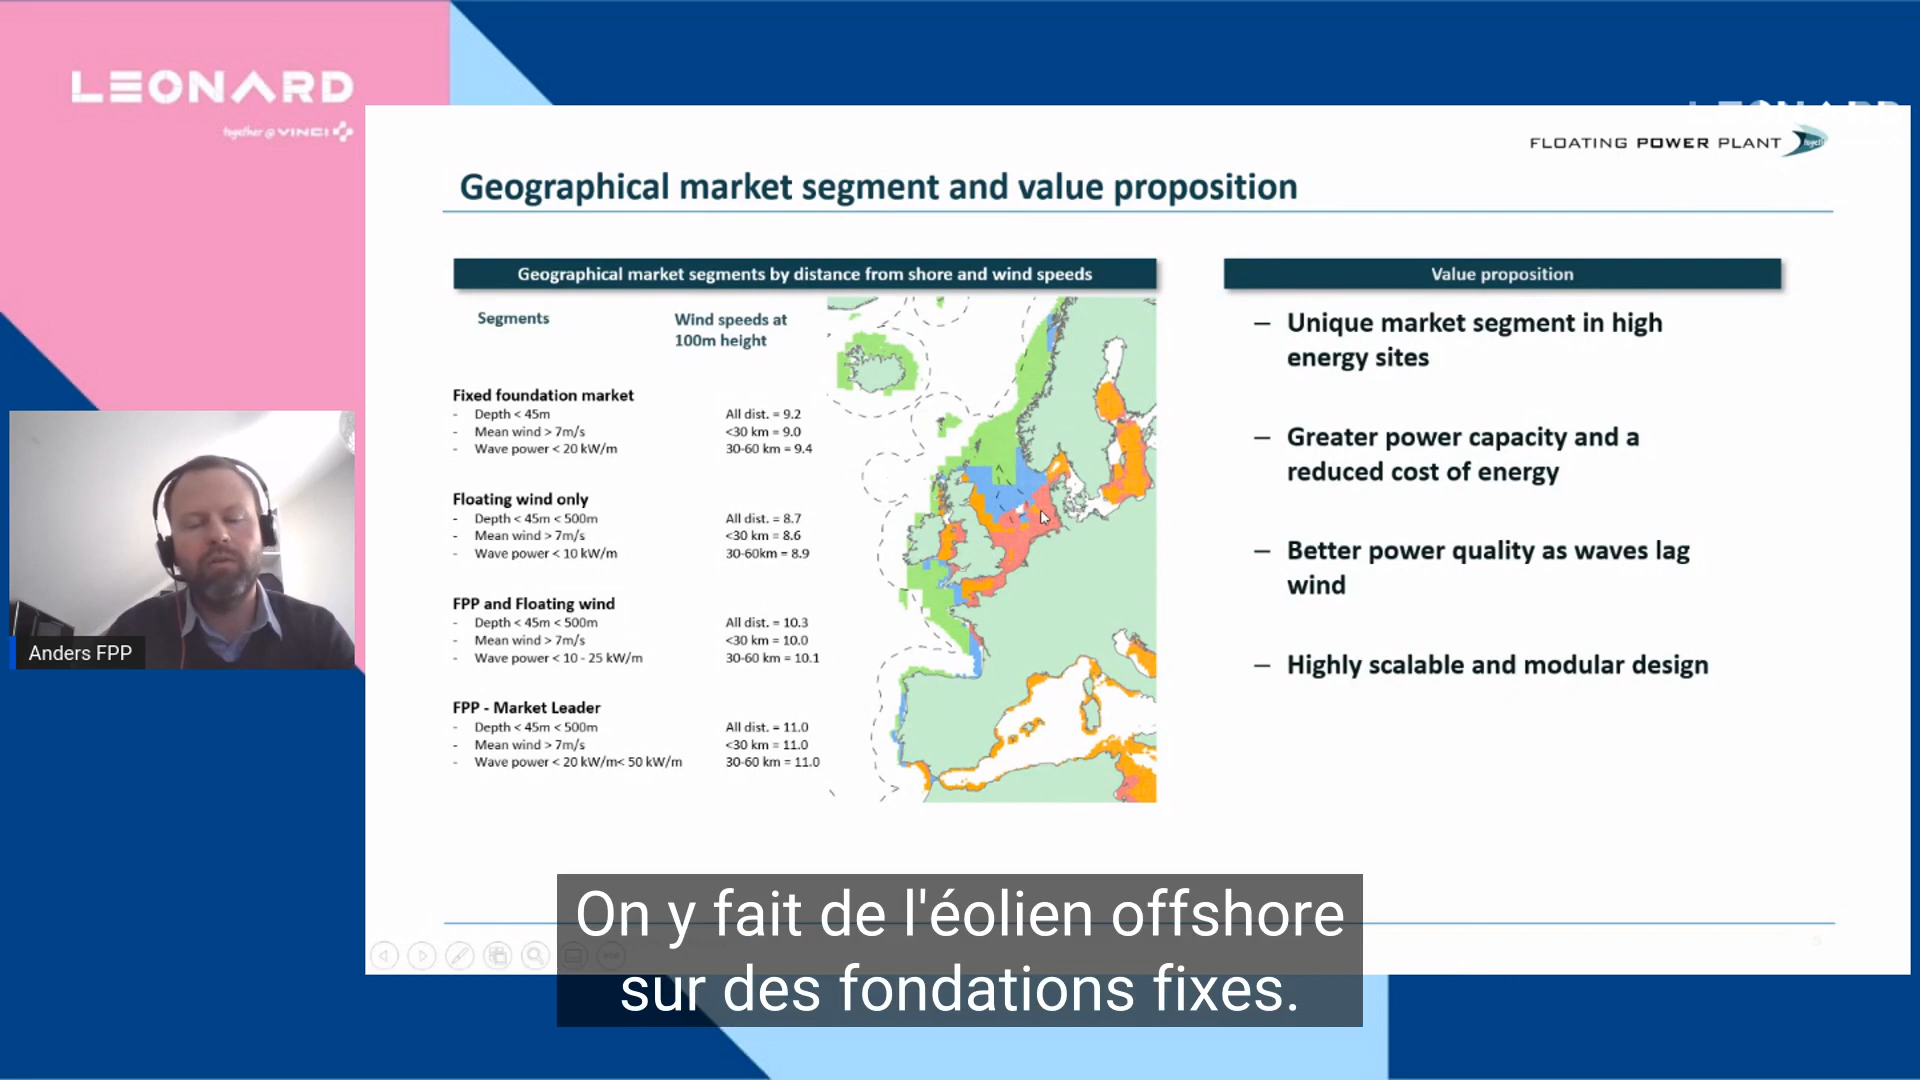 LEONARD
together @ VINCI
FLOATING POWER PLANT
Geographical market segment and value proposition
Geographical market segments by distance from shore and wind speeds
Segments
Wind speeds at
100m height
Fixed foundation market
- Depth < 45m All dist. = 9.2
- Mean wind > 7m/s <30 km = 9.0
- Wave power < 20 kW/m 30-60 km = 9.4
Floating wind only
- Depth < 45m < 500m All dist. = 8.7
- Mean wind > 7m/s <30 km = 8.6
- Wave power < 10 kW/m 30-60km = 8.9
FPP and Floating wind
- Depth < 45m < 500m All dist. = 10.3
- Mean wind > 7m/s <30 km = 10.0
- Wave power < 10 - 25 kW/m 30-60 km = 10.1
FPP - Market Leader
- Depth < 45m < 500m All dist. = 11.0
- Mean wind > 7m/s <30 km = 11.0
- Wave power < 20 kW/m< 50 kW/m 30-60 km = 11.0
Value proposition
– Unique market segment in high
energy sites
– Greater power capacity and a
reduced cost of energy
– Better power quality as waves lag
wind
– Highly scalable and modular design
Anders FPP
On y fait de l'éolien offshore
sur des fondations fixes.